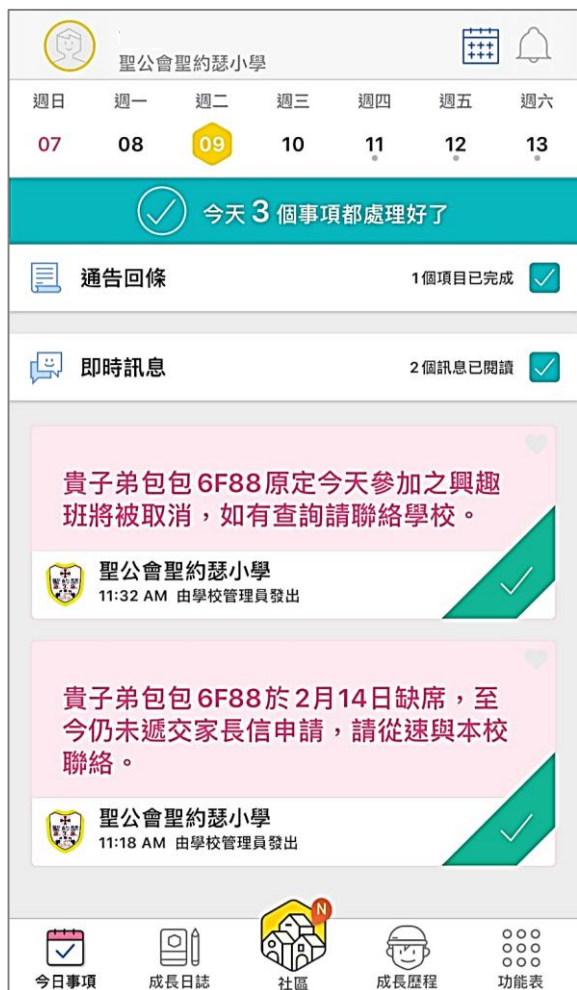 聖公會聖約瑟小學
週日 週一 週二 週三 週四 週五 週六
07 08 09 10 11 12 13
今天 3 個事項都處理好了
通告回條 1個項目已完成
即時訊息 2個訊息已閱讀
貴子弟包包 6F88原定今天參加之興趣
班將被取消，如有查詢請聯絡學校。
聖公會聖約瑟小學
11:32 AM 由學校管理員發出
貴子弟包包 6F88於 2月14日缺席，至
今仍未遞交家長信申請，請從速與本校
聯絡。
聖公會聖約瑟小學
11:18 AM 由學校管理員發出
N
今日事項 成長日誌 社區 成長歷程 功能表